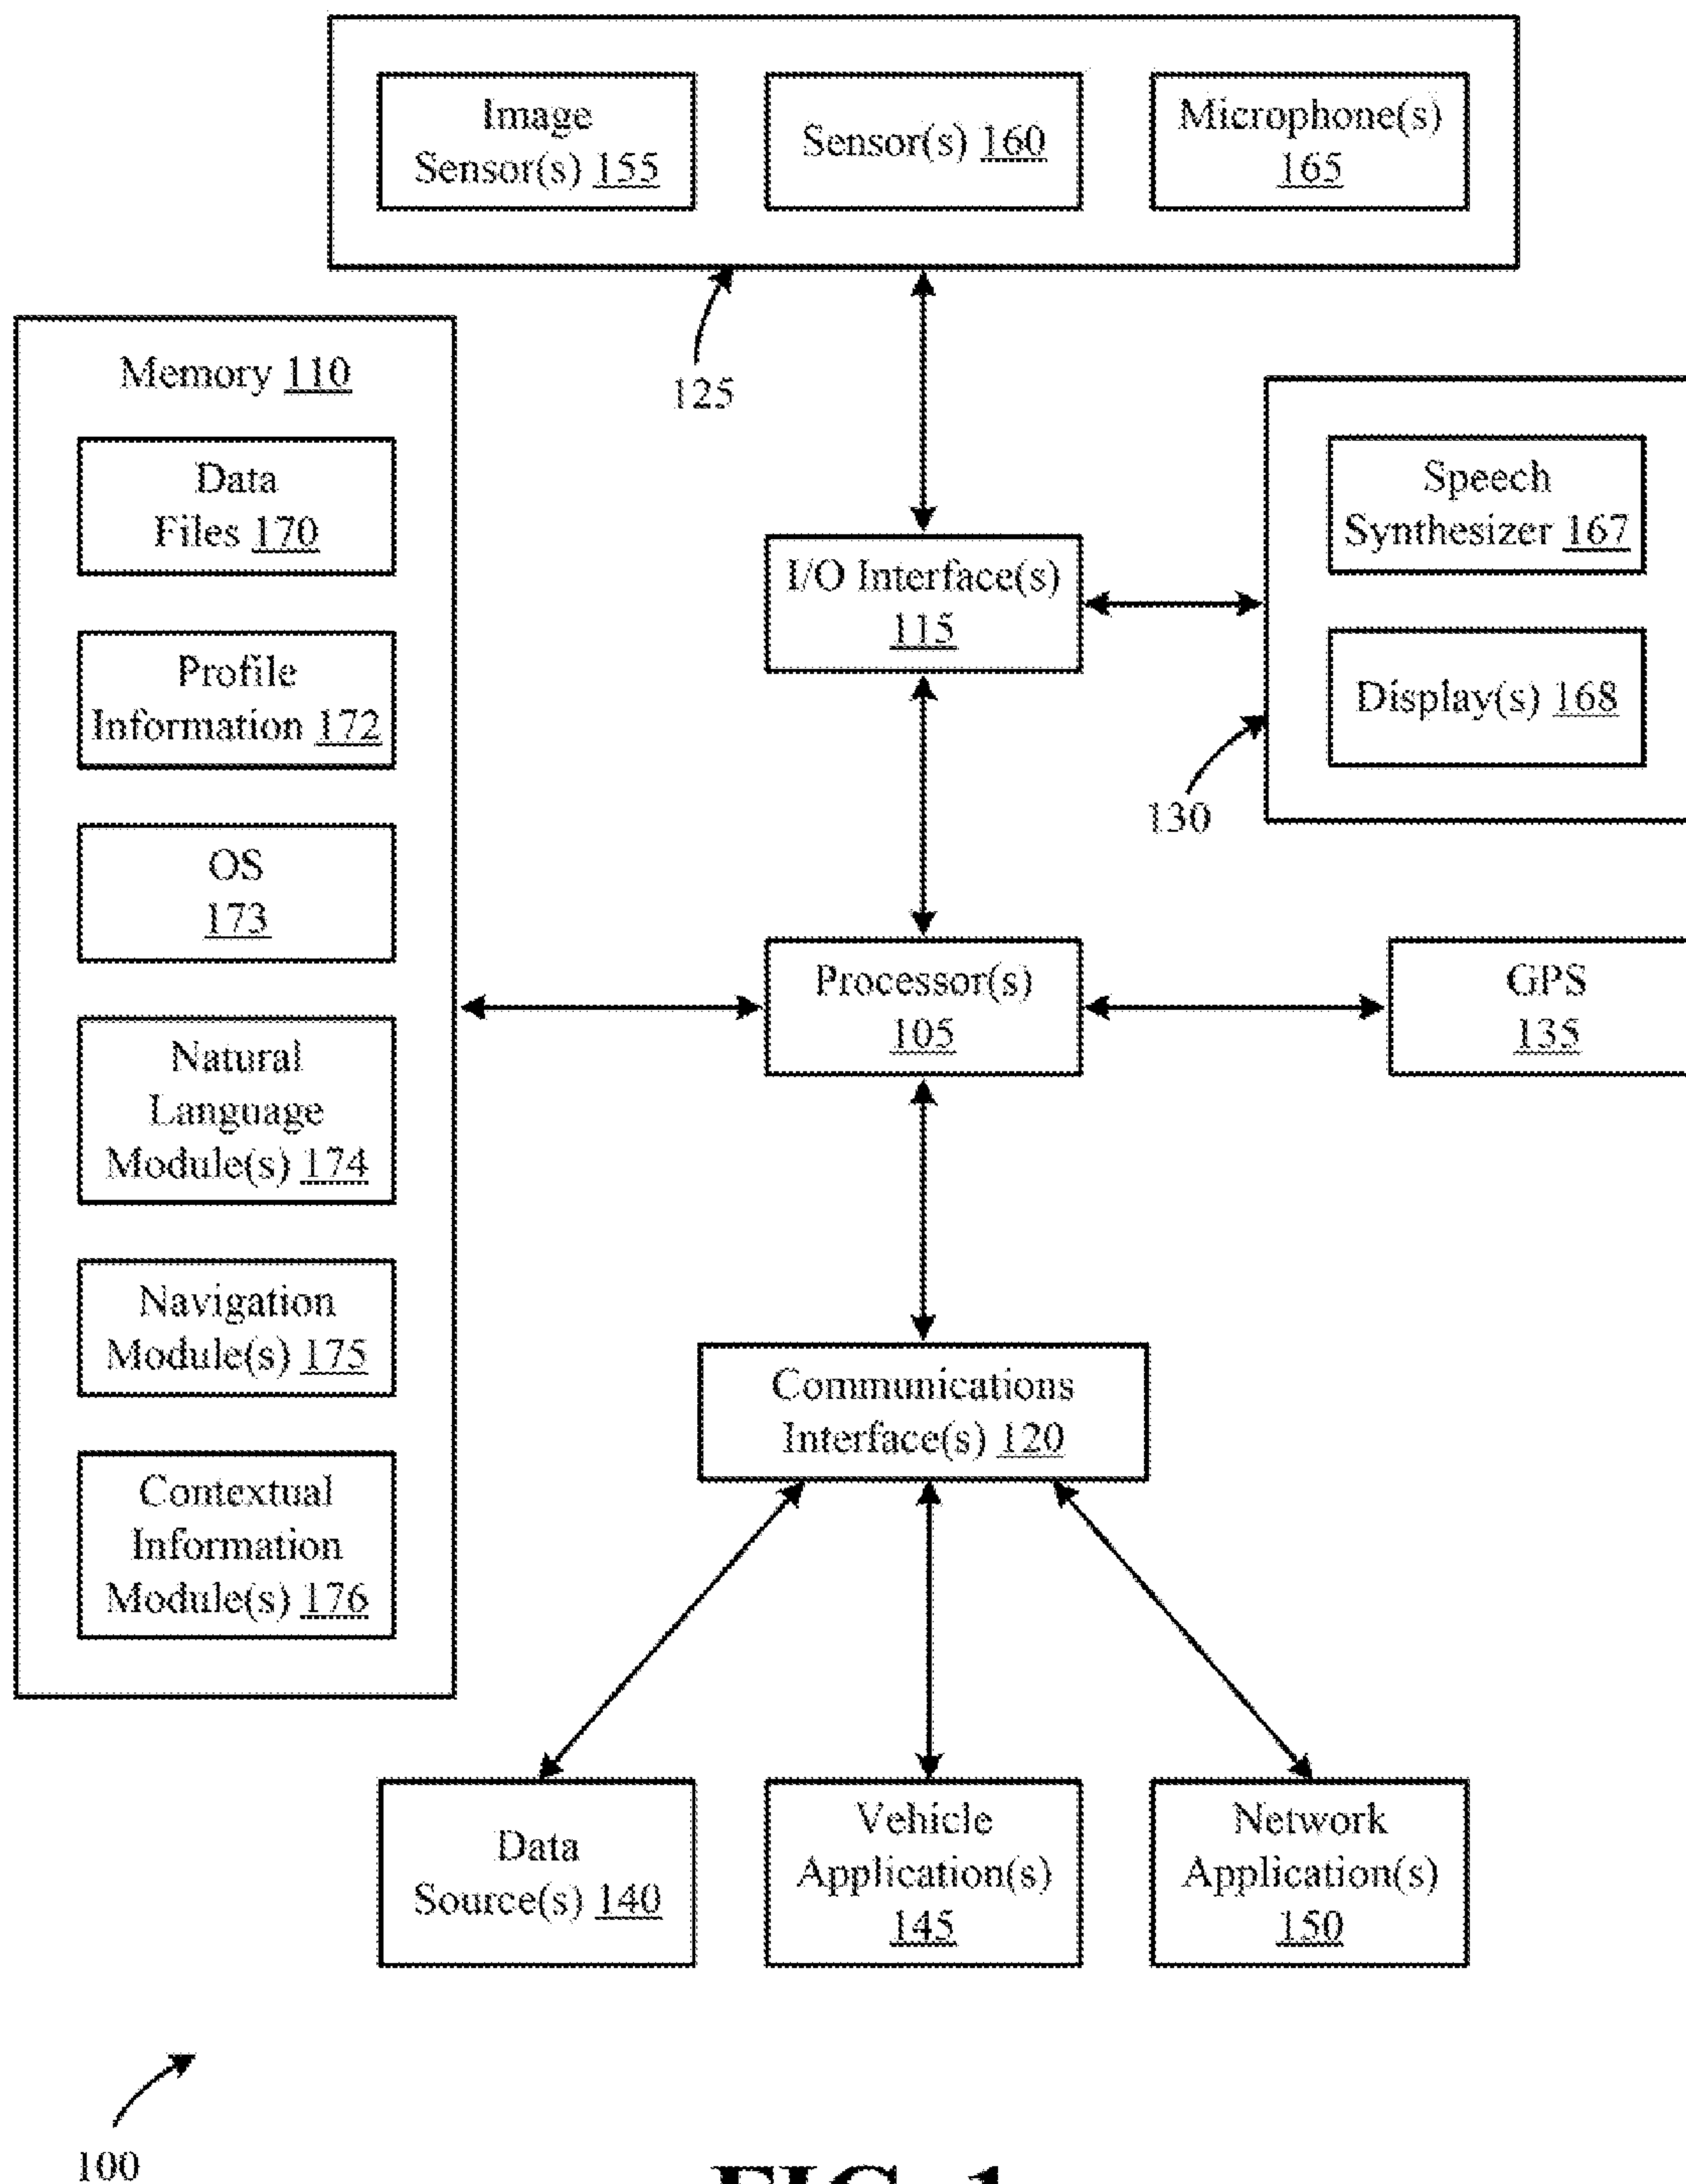 Image
Sensor(s) 155
Sensor(s) 160
Microphone(s)
165
125
Memory 110
Data
Files 170
Profile
Information 172
OS
173
Natural
Language
Module(s) 174
Navigation
Module(s) 175
Contextual
Information
Module(s) 176
I/O Interface(s)
115
Speech
Synthesizer 167
Display(s) 168
130
Processor(s)
105
GPS
135
Communications
Interface(s) 120
Data
Source(s) 140
Vehicle
Application(s)
145
Network
Application(s)
150
100
FIG. 1